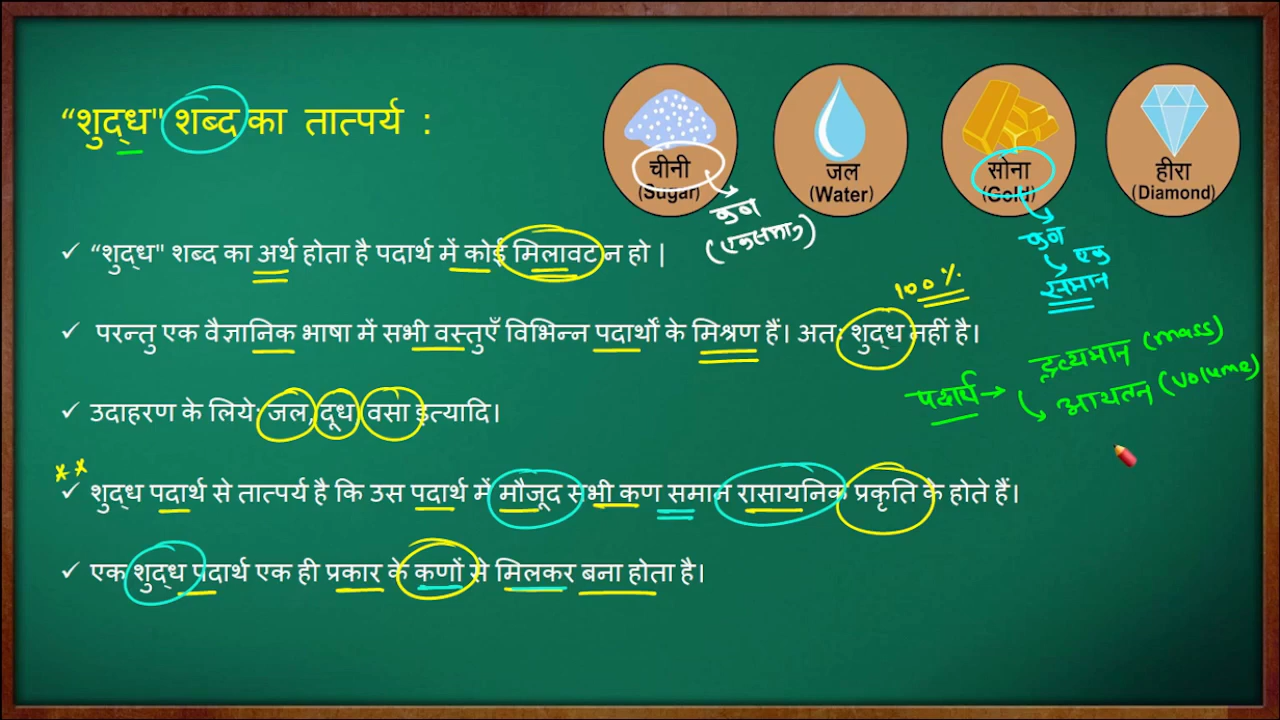 “शुद्ध" शब्द का तात्पर्य :
चीनी
(Sugar)
जल
(Water)
सोना
(Gold)
हीरा
(Diamond)
कण
(एकसमान)
कण
एक
समान
✓ “शुद्ध" शब्द का अर्थ होता है पदार्थ में कोई मिलावट न हो |
100%
✓ परन्तु एक वैज्ञानिक भाषा में सभी वस्तुएँ विभिन्न पदार्थों के मिश्रण हैं। अत: शुद्ध नहीं है।
पदार्थ → द्रव्यमान (mass)
आयतन (volume)
✓ उदाहरण के लिये: जल, दूध वसा इत्यादि।
**
✓ शुद्ध पदार्थ से तात्पर्य है कि उस पदार्थ में मौजूद सभी कण समान रासायनिक प्रकृति के होते हैं।
✓ एक शुद्ध पदार्थ एक ही प्रकार के कणों से मिलकर बना होता है।